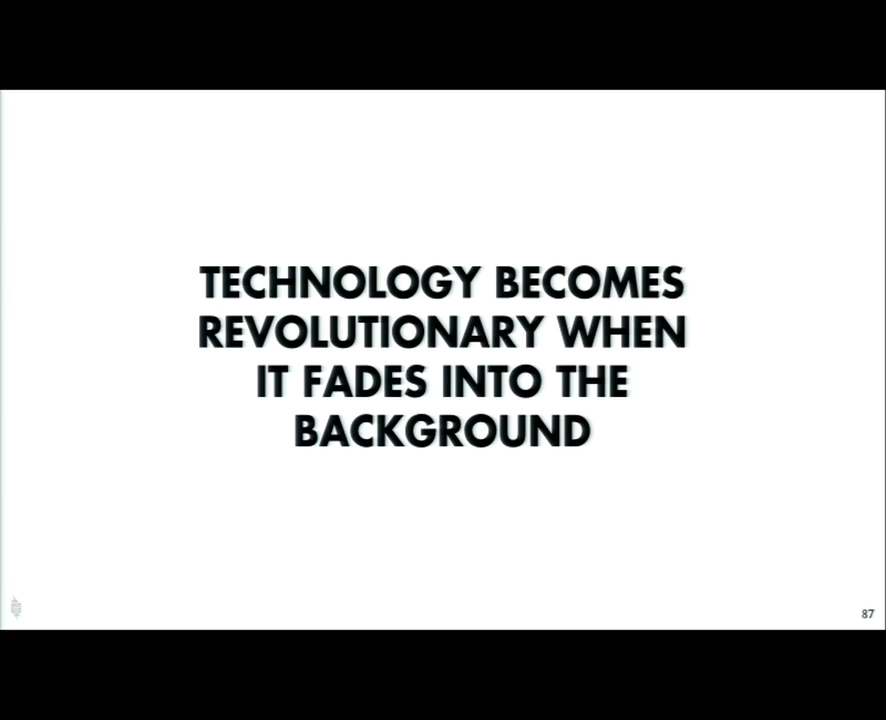 TECHNOLOGY BECOMES
REVOLUTIONARY WHEN
IT FADES INTO THE
BACKGROUND
87